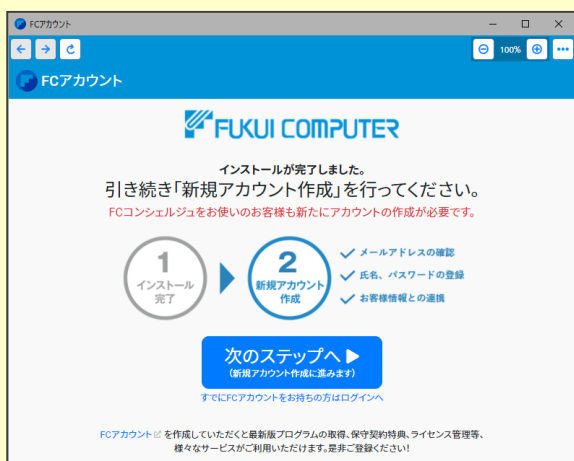 FCアカウント
100%
FCアカウント
FUKUI COMPUTER
インストールが完了しました。
引き続き「新規アカウント作成」を行ってください。
FCコンシェルジュをお使いのお客様も新たにアカウントの作成が必要です。
1
インストール
完了
2
新規アカウント
作成
メールアドレスの確認
氏名、パスワードの登録
お客様情報との連携
次のステップへ ▶
(新規アカウント作成に進みます)
すでにFCアカウントをお持ちの方はログインへ
FCアカウント を作成していただくと最新版プログラムの取得、保守契約特典、ライセンス管理等、
様々なサービスがご利用いただけます。是非ご登録ください!